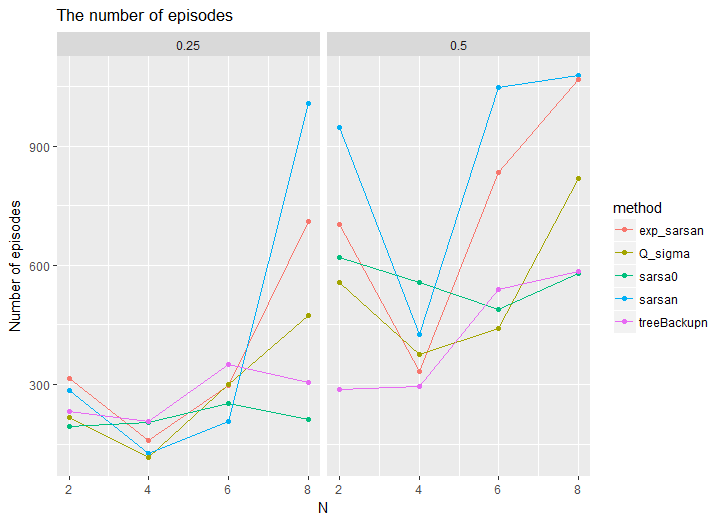 The number of episodes
0.25
0.5
900
600
300
Number of episodes
2
4
6
8
2
4
6
8
N
method
exp_sarsan
Q_sigma
sarsa0
sarsan
treeBackupn